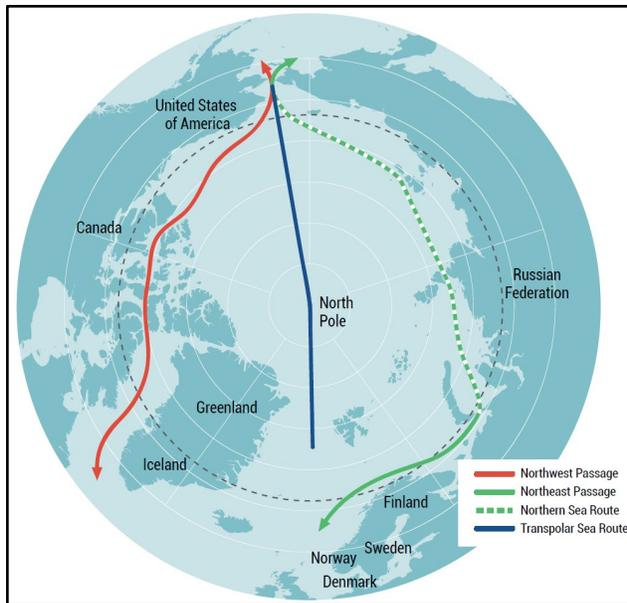 United States
of America
Canada
North
Pole
Russian
Federation
Greenland
Iceland
Finland
Norway
Sweden
Denmark
Northwest Passage
Northeast Passage
Northern Sea Route
Transpolar Sea Route